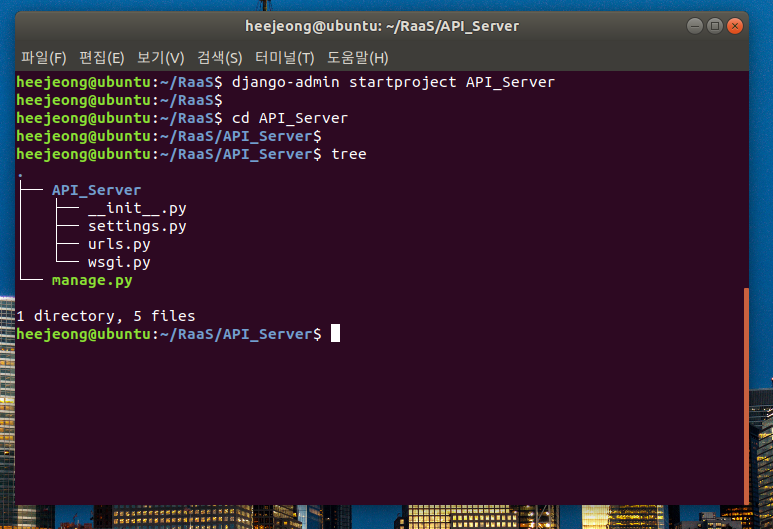 heejeong@ubuntu: ~/RaaS/API_Server
파일(F) 편집(E) 보기(V) 검색(S) 터미널(T) 도움말(H)
heejeong@ubuntu:~/RaaS$ django-admin startproject API_Server
heejeong@ubuntu:~/RaaS$
heejeong@ubuntu:~/RaaS$ cd API_Server
heejeong@ubuntu:~/RaaS/API_Server$
heejeong@ubuntu:~/RaaS/API_Server$ tree
.
├── API_Server
│   ├── __init__.py
│   ├── settings.py
│   ├── urls.py
│   └── wsgi.py
└── manage.py
1 directory, 5 files
heejeong@ubuntu:~/RaaS/API_Server$